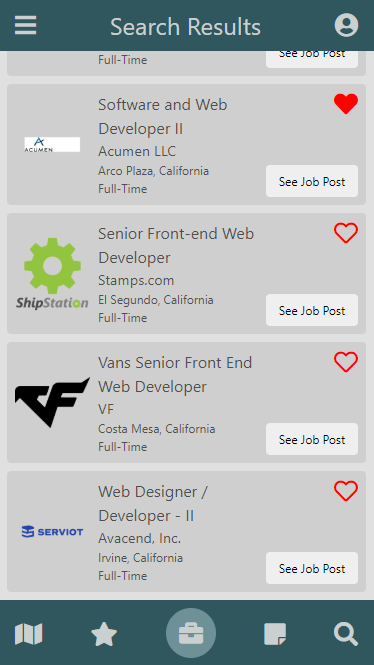 Search Results
Full-Time
See Job Post
Software and Web
Developer II
Acumen LLC
Arco Plaza, California
Full-Time
See Job Post
ACUMEN
Senior Front-end Web
Developer
Stamps.com
El Segundo, California
Full-Time
See Job Post
ShipStation
Vans Senior Front End
Web Developer
VF
Costa Mesa, California
Full-Time
See Job Post
VF
Web Designer /
Developer - II
Avacend, Inc.
Irvine, California
Full-Time
See Job Post
SERVIOT